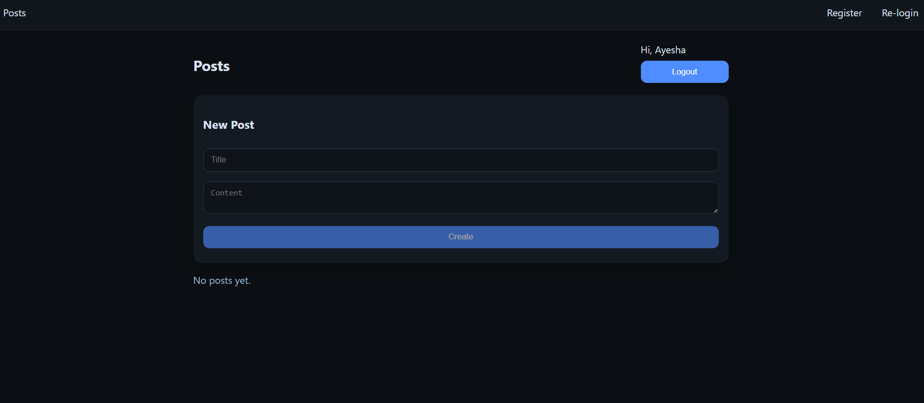 Posts
Register
Re-login
Hi, Ayesha
Posts
Logout
New Post
Title
Content
Create
No posts yet.